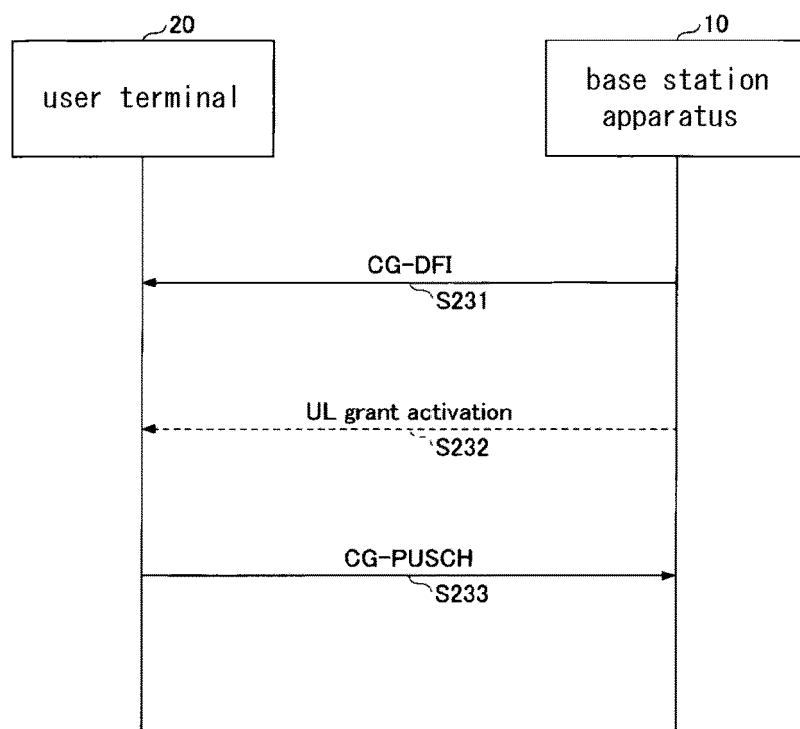 20
10
user terminal
base station
apparatus
CG-DFI
S231
UL grant activation
S232
CG-PUSCH
S233